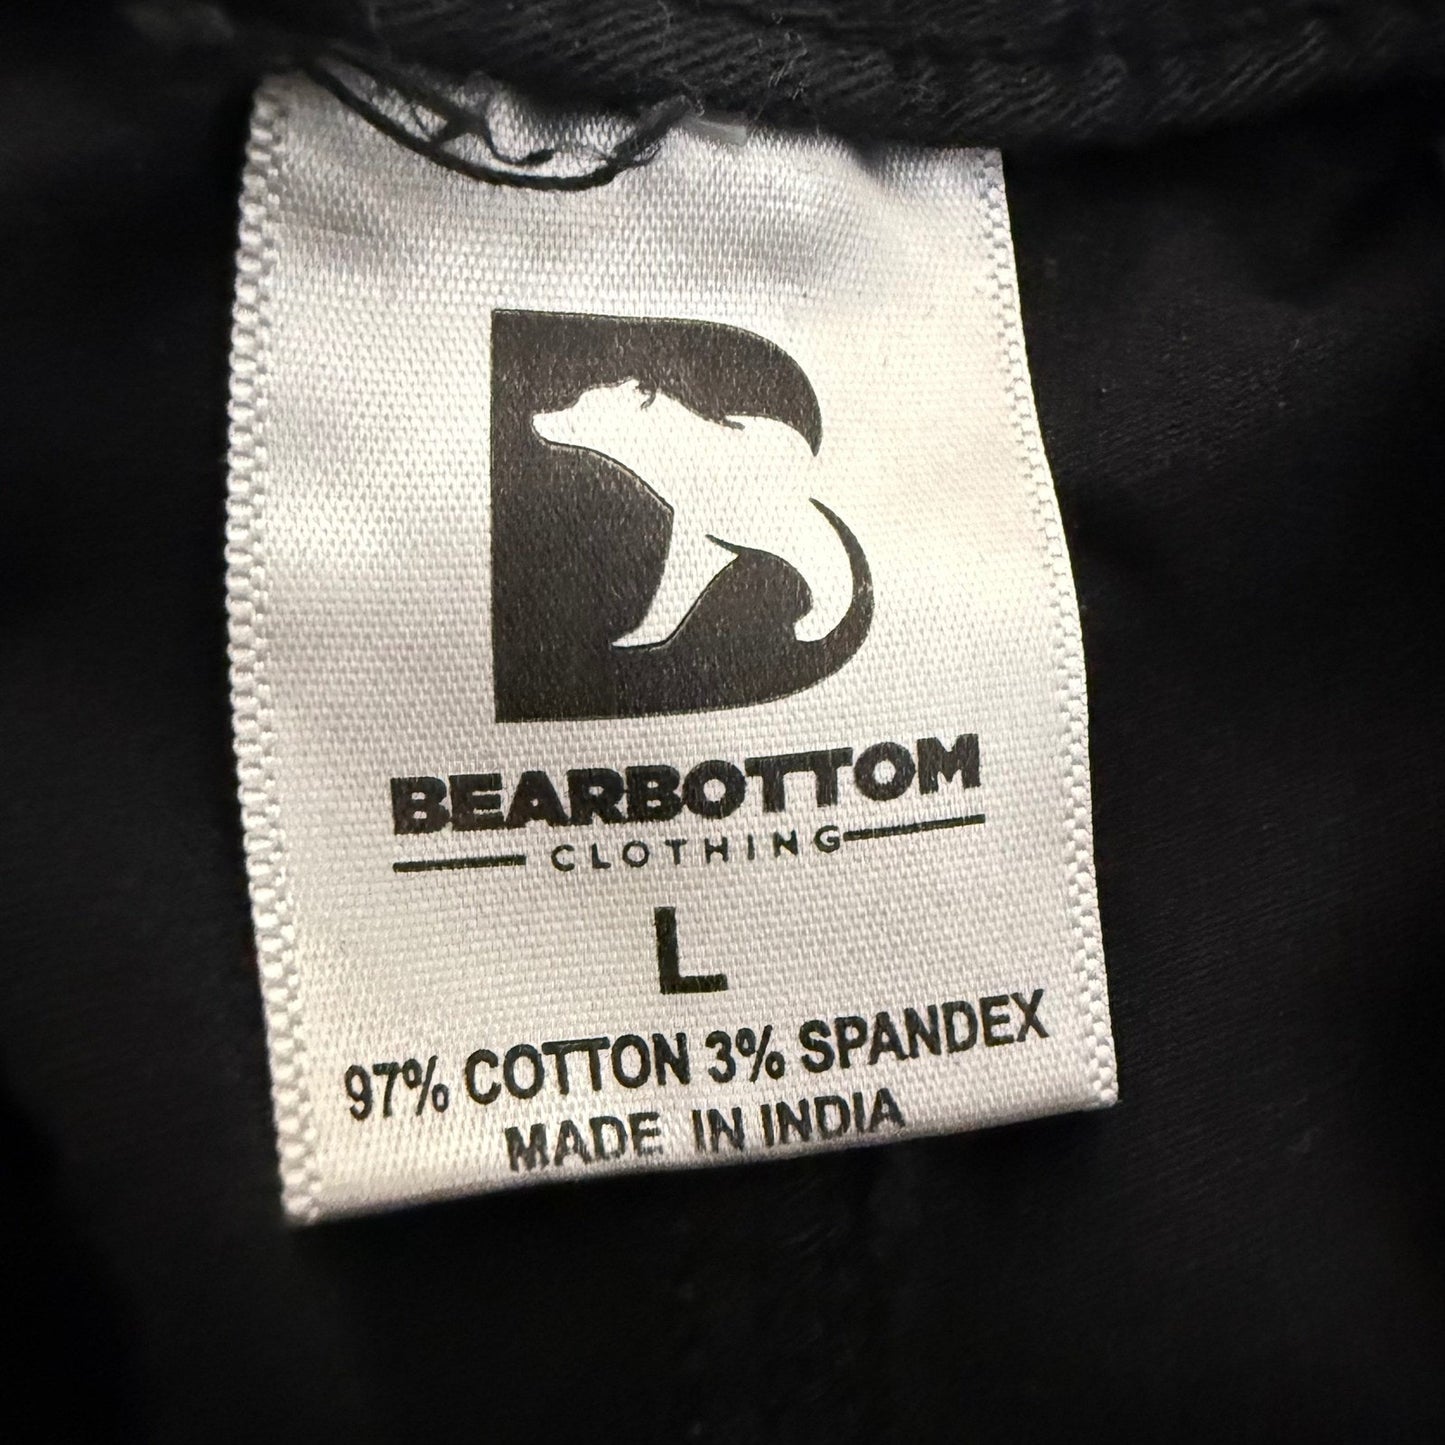 B
BEARBOTTOM
CLOTHING
L
97% COTTON 3% SPANDEX
MADE IN INDIA